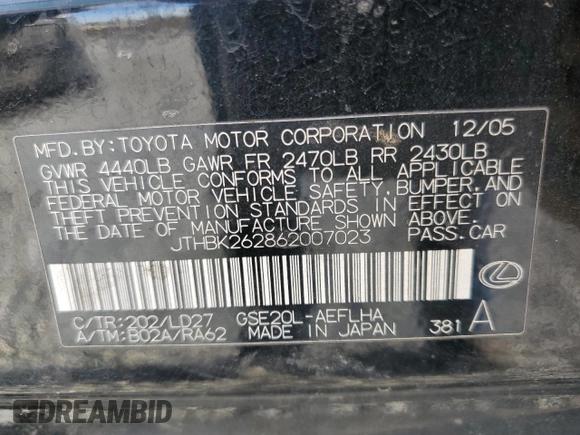 MFD.BY:TOYOTA MOTOR CORPORATION 12/05
GVWR 4440LB GAWR FR 2470LB RR 2430LB
THIS VEHICLE CONFORMS TO ALL APPLICABLE
FEDERAL MOTOR VEHICLE SAFETY,BUMPER,AND
THEFT PREVENTION STANDARDS IN EFFECT ON
THE DATE OF MANUFACTURE SHOWN ABOVE.
JTHBK262862007023 PASS.CAR
C/TR:202/LD27 GSE20L-AEFLHA
A/TM:B02A/RA62 MADE IN JAPAN 381 A
DREAMBID